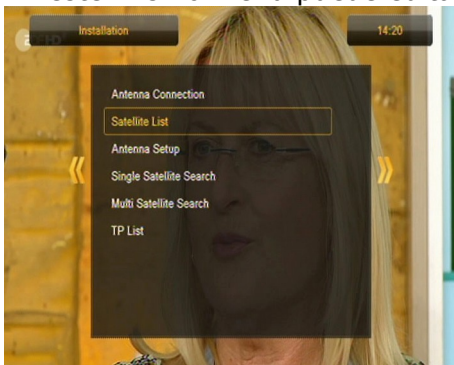 Installation
14:20
Antenna Connection
Satellite List
Antenna Setup
Single Satellite Search
Multi Satellite Search
TP List